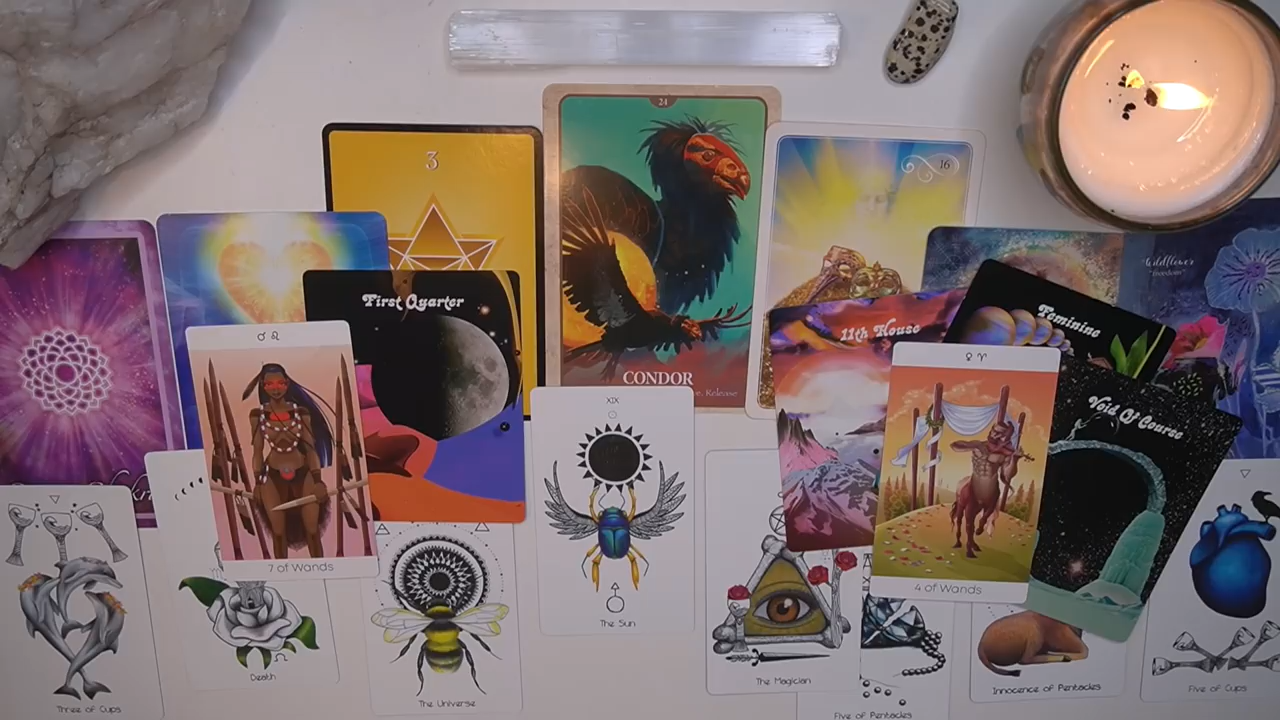 24
3
16
Wildflower
"freedom"
First Quarter
Feminine
11th House
CONDOR
Release
Void Of Course
XIX
7 of Wands
4 of Wands
The Sun
Death
The Magician
Innocence of Pentacles
Five of Cups
The Universe
Three of Cups
Five of Pentacles